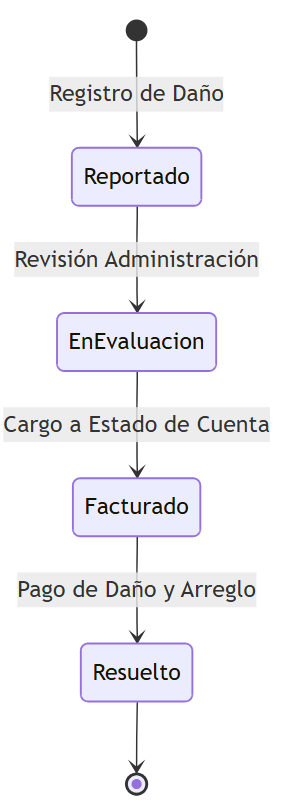 Registro de Daño
Reportado
Revisión Administración
EnEvaluacion
Cargo a Estado de Cuenta
Facturado
Pago de Daño y Arreglo
Resuelto